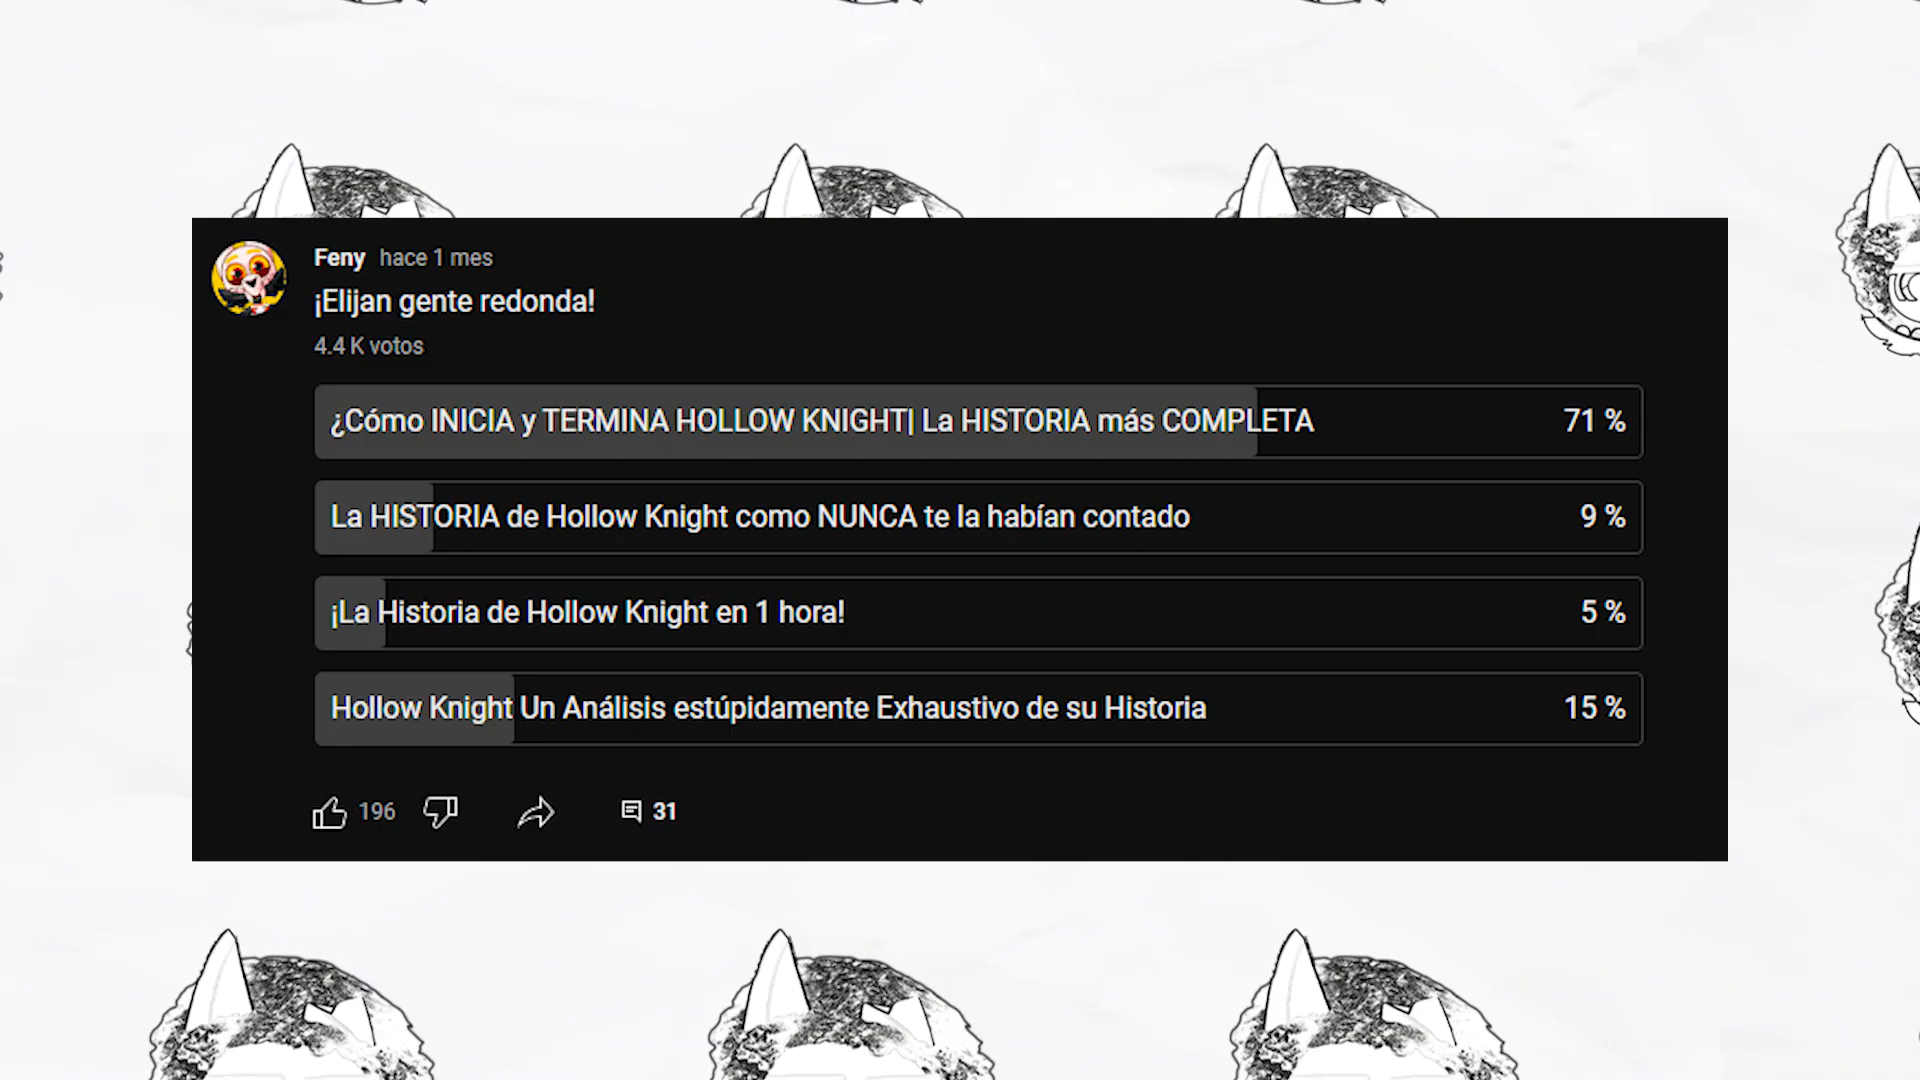 Feny hace 1 mes
¡Elijan gente redonda!
4.4 K votos
¿Cómo INICIA y TERMINA HOLLOW KNIGHT| La HISTORIA más COMPLETA 71 %
La HISTORIA de Hollow Knight como NUNCA te la habían contado 9 %
¡La Historia de Hollow Knight en 1 hora! 5 %
Hollow Knight Un Análisis estúpidamente Exhaustivo de su Historia 15 %
196 31